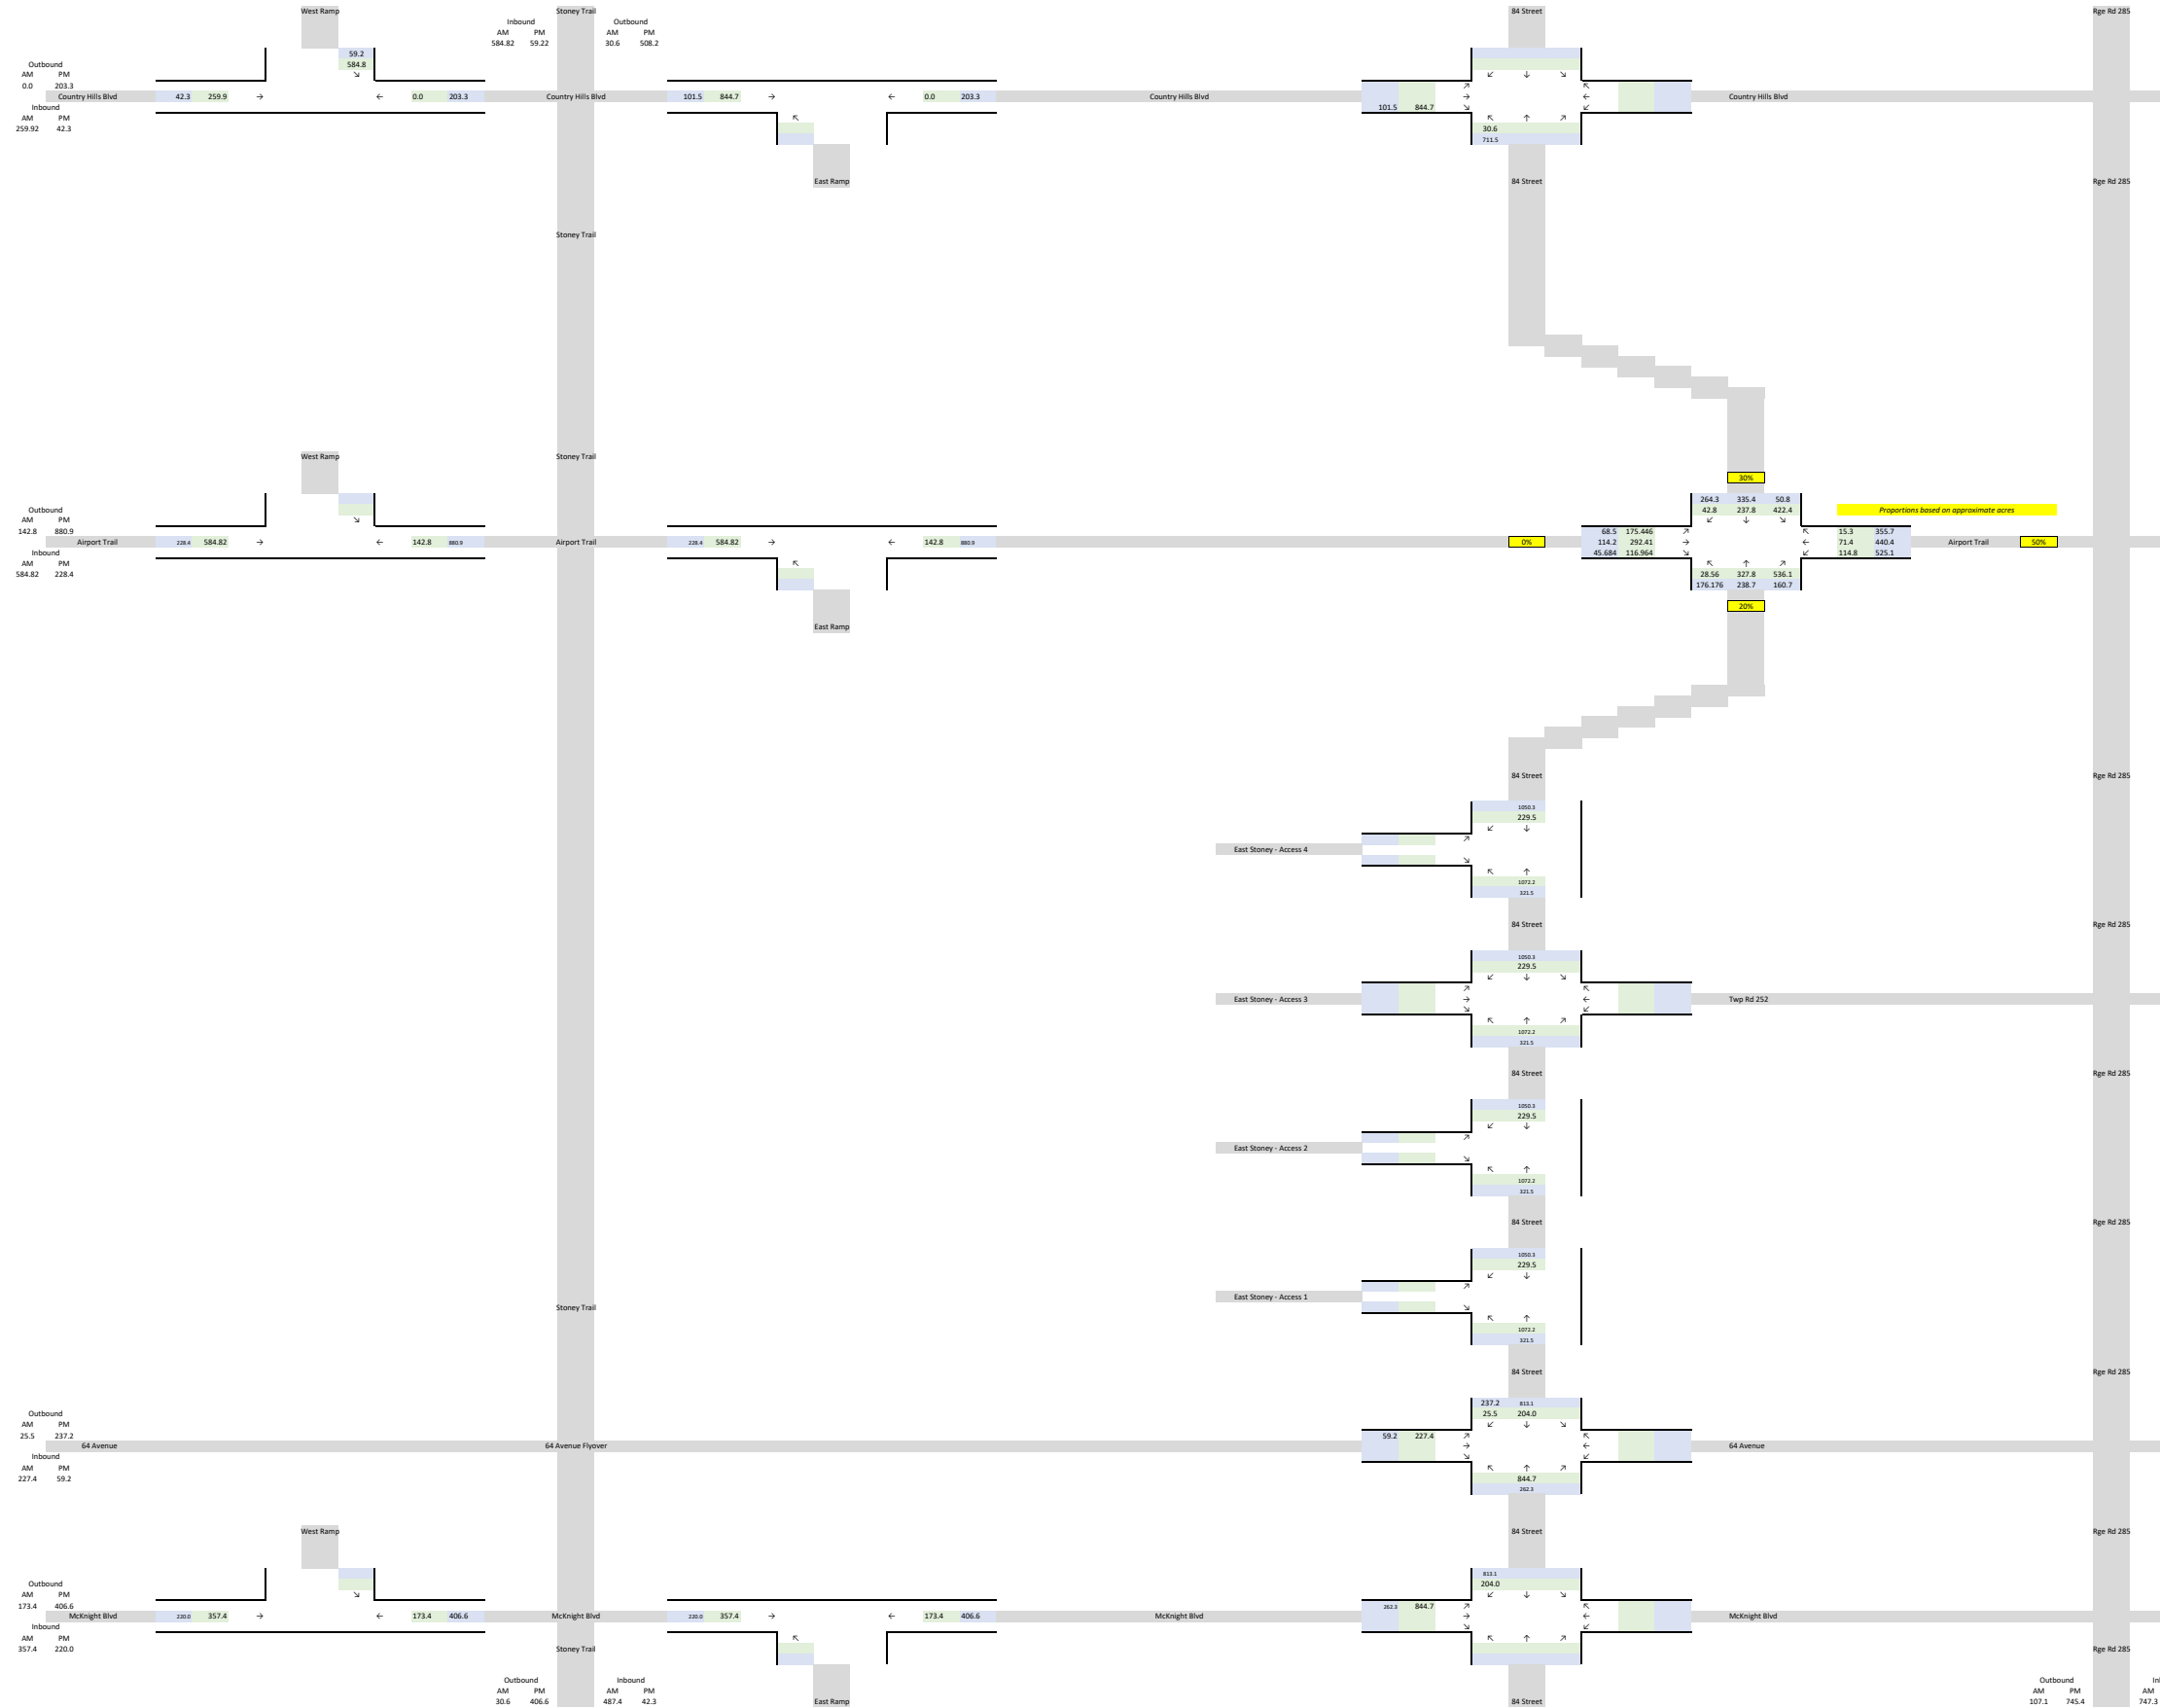 West Ramp Stoney Trail 84 Street Rge Rd 285
Inbound Outbound
AM PM AM PM
584.82 59.22 30.6 508.2
59.2
Outbound 584.8
AM PM ↘ ↙ ↓ ↘
0.0 203.3 ↗ ↖
Country Hills Blvd 42.3 259.9 → ← 0.0 203.3 Country Hills Blvd 101.5 844.7 → ← 0.0 203.3 Country Hills Blvd → ← Country Hills Blvd
Inbound 101.5 844.7 ↘ ↙
AM PM ↖ ↖ ↑ ↗
259.92 42.3 30.6
711.5
East Ramp 84 Street Rge Rd 285
Stoney Trail
West Ramp Stoney Trail
30%
264.3 335.4 50.8
Outbound 42.8 237.8 422.4 Proportions based on approximate acres
AM PM ↘ ↙ ↓ ↘
142.8 880.9 68.5 175.446 ↗ ↖ 15.3 355.7
Airport Trail 228.4 584.82 → ← 142.8 880.9 Airport Trail 228.4 584.82 → ← 142.8 880.9 0% 114.2 292.41 → ← 71.4 440.4 Airport Trail 50%
Inbound 45.684 116.964 ↘ ↙ 114.8 525.1
AM PM ↖ ↖ ↑ ↗
584.82 228.4 28.56 327.8 536.1
176.176 238.7 160.7
20%
East Ramp
84 Street Rge Rd 285
1050.3
229.5
↙ ↓
↗
East Stoney - Access 4
↘
↖ ↑
1072.2
321.5
84 Street Rge Rd 285
1050.3
229.5
↙ ↓ ↘
↗ ↖
East Stoney - Access 3 → ← Twp Rd 252
↘ ↙
↖ ↑ ↗
1072.2
321.5
84 Street Rge Rd 285
1050.3
229.5
↙ ↓
↗
East Stoney - Access 2
↘
↖ ↑
1072.2
321.5
84 Street Rge Rd 285
1050.3
229.5
↙ ↓
↗
East Stoney - Access 1
Stoney Trail ↘
↖ ↑
1072.2
321.5
84 Street Rge Rd 285
237.2 813.1
Outbound 25.5 204.0
AM PM ↙ ↓ ↘
25.5 237.2 59.2 227.4 ↗ ↖
64 Avenue 64 Avenue Flyover → ← 64 Avenue
Inbound ↘ ↙
AM PM ↖ ↑ ↗
227.4 59.2 844.7
262.3
West Ramp 84 Street Rge Rd 285
813.1
Outbound 204.0
AM PM ↘ ↙ ↓ ↘
173.4 406.6 262.3 844.7 ↗ ↖
McKnight Blvd 220.0 357.4 → ← 173.4 406.6 McKnight Blvd 220.0 357.4 → ← 173.4 406.6 McKnight Blvd → ← McKnight Blvd
Inbound ↘ ↙
AM PM ↖ ↖ ↑ ↗
357.4 220.0 Stoney Trail Rge Rd 285
Outbound Inbound Outbound
AM PM AM PM AM PM AM
30.6 406.6 487.4 42.3 East Ramp 84 Street 107.1 745.4 747.3